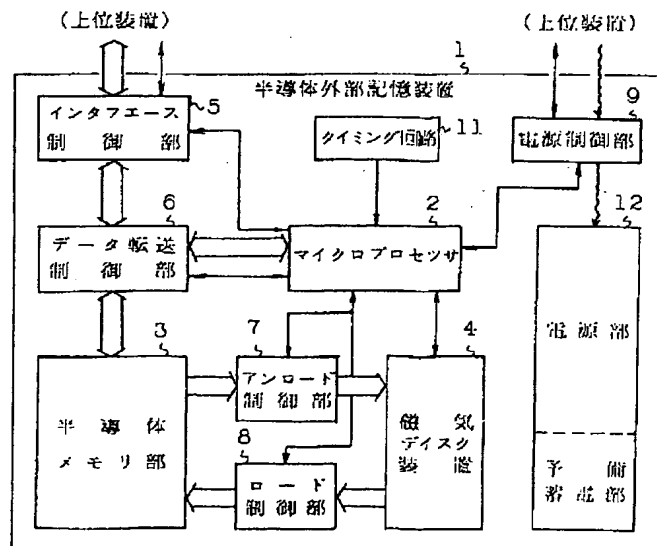 (上位装置)
(上位装置)
1
半導体外部記憶装置
5
インタフエース
制御部
11
タイミング回路
9
電源制御部
6
データ転送
制御部
2
マイクロプロセッサ
12
電源部
予備
蓄電部
3
半導体
メモリ部
7
アンロード
制御部
4
磁気
ディスク
装置
8
ロード
制御部